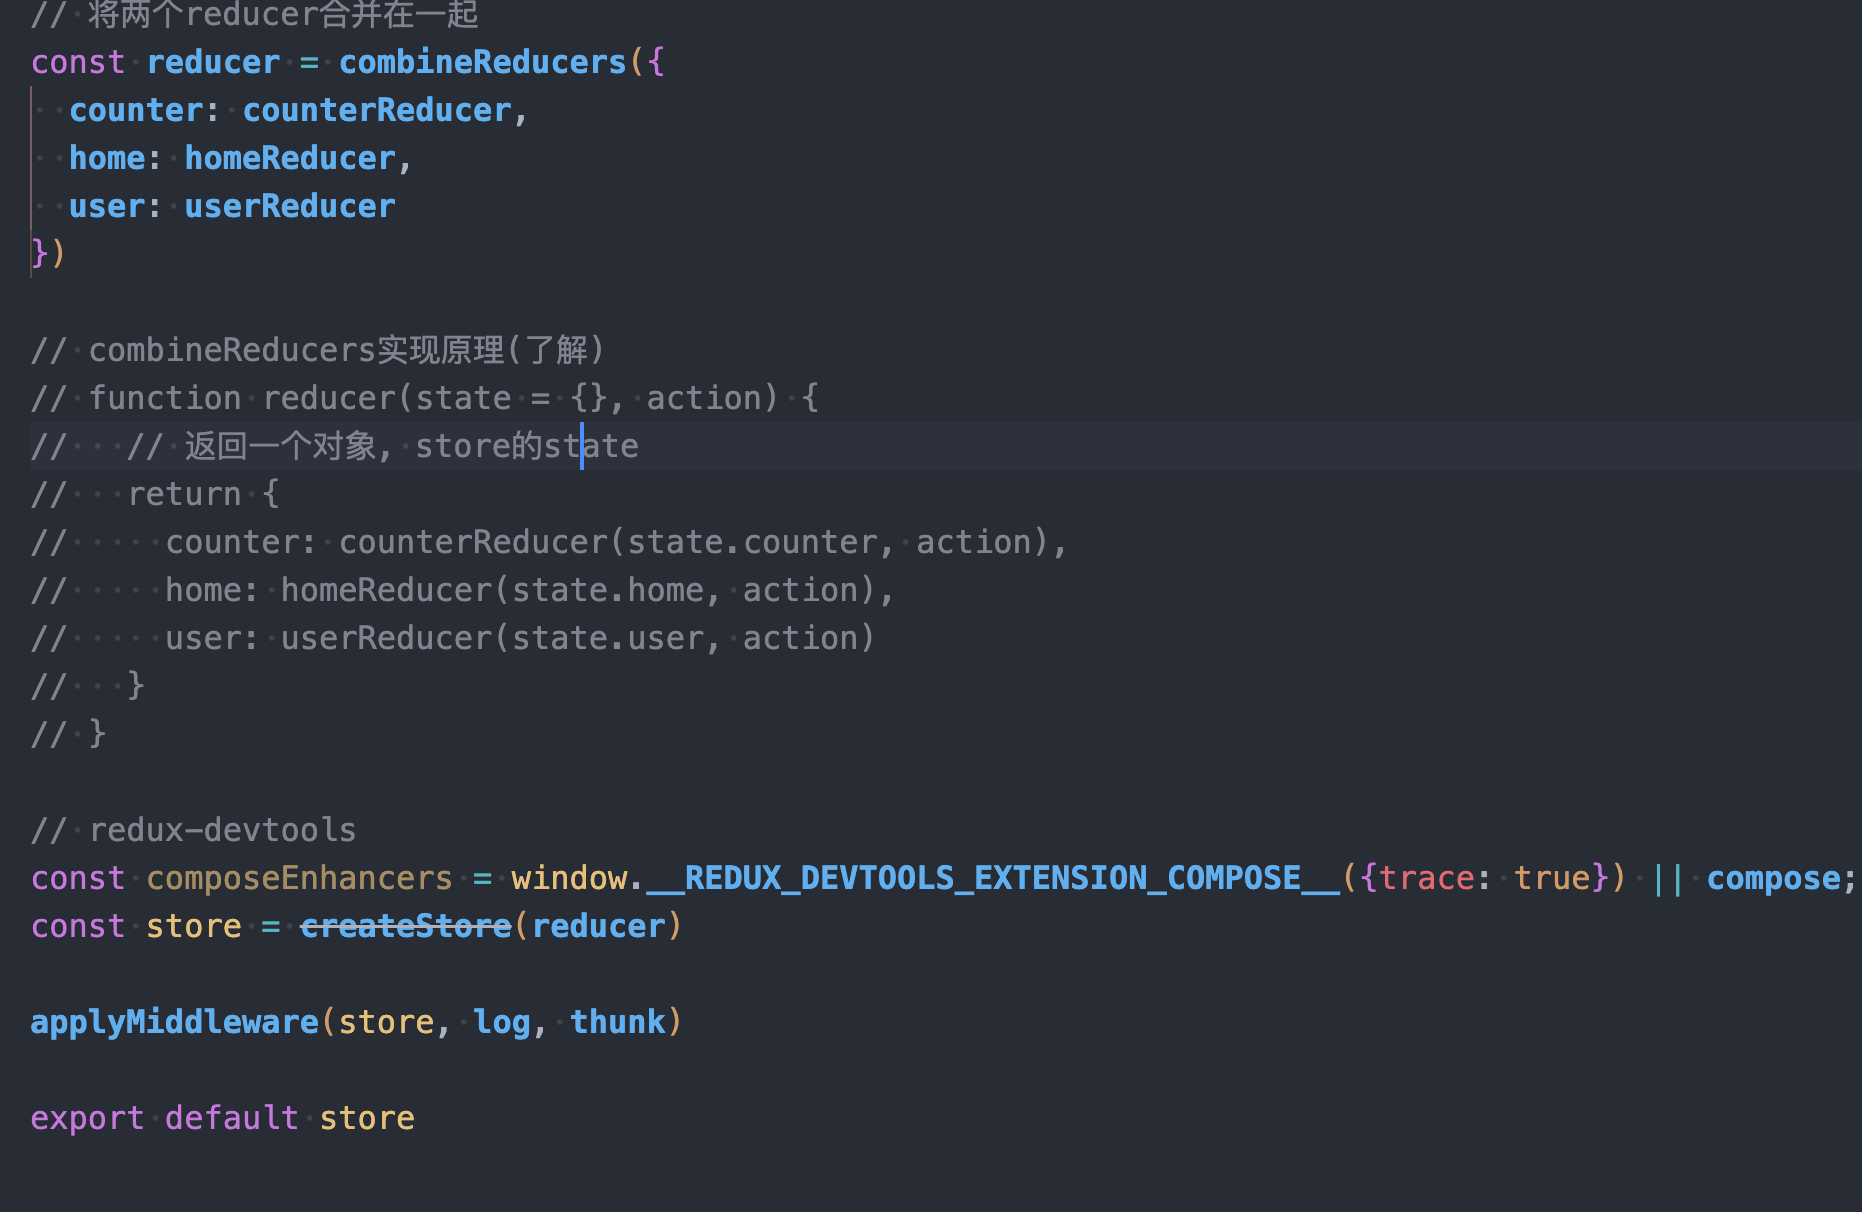 // 将两个reducer合并在一起
const reducer = combineReducers({
  counter: counterReducer,
  home: homeReducer,
  user: userReducer
})
// combineReducers实现原理(了解)
// function reducer(state = {}, action) {
//   // 返回一个对象, store的state
//   return {
//     counter: counterReducer(state.counter, action),
//     home: homeReducer(state.home, action),
//     user: userReducer(state.user, action)
//   }
// }
// redux-devtools
const composeEnhancers = window.__REDUX_DEVTOOLS_EXTENSION_COMPOSE__({trace: true}) || compose;
const store = createStore(reducer)
applyMiddleware(store, log, thunk)
export default store